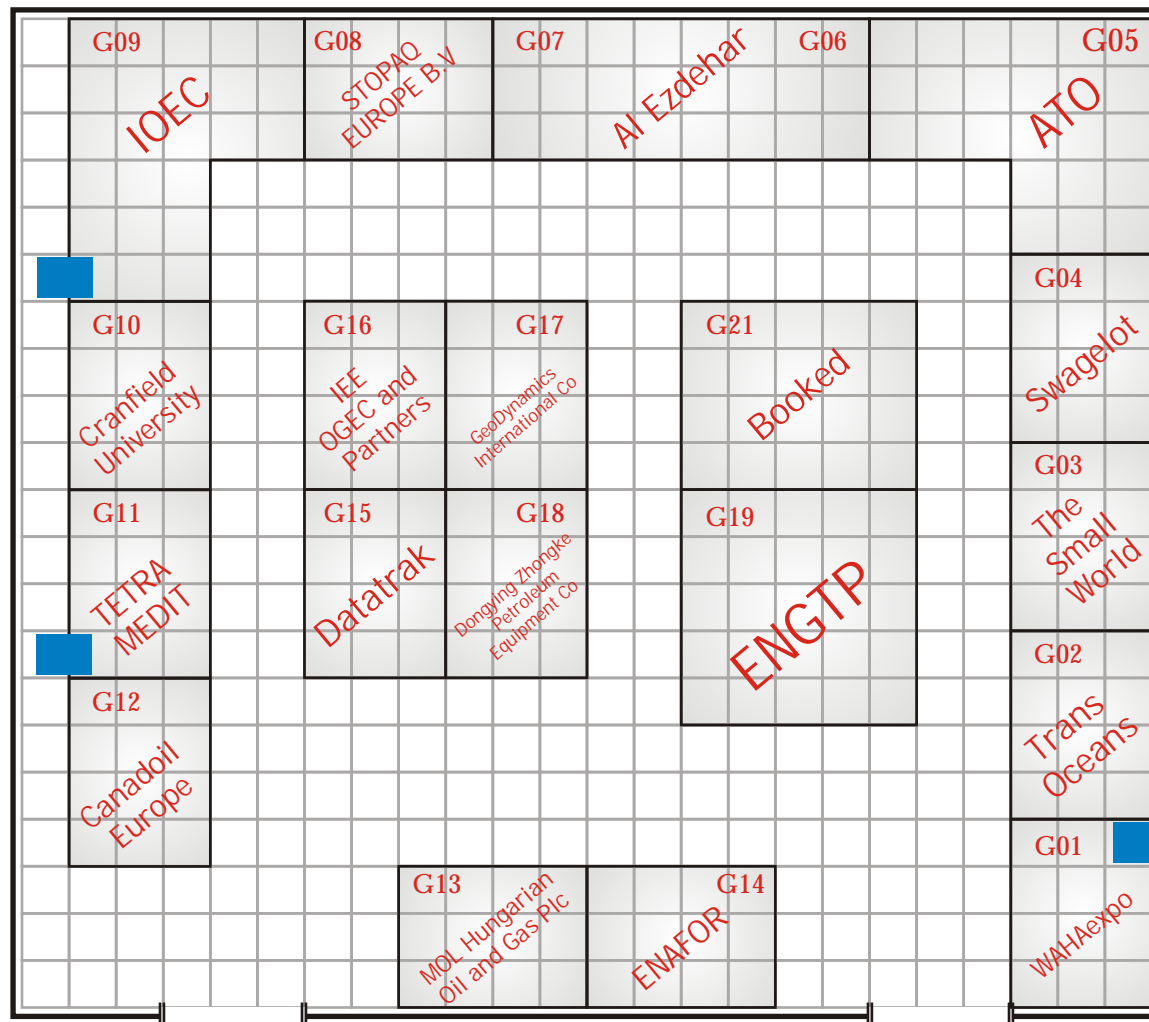 G09
IOEC
G08
STOPAQ
EUROPE B.V
G07
G06
Al Ezdehar
G05
ATO
G04
Swagelot
G10
Cranfield
University
G16
IEE
OGEC and
Partners
G17
GeoDynamics
International Co
G21
Booked
G03
The
Small
World
G11
TETRA
MEDIT
G15
Datatrak
G18
Dongying Zhongke
Petroleum
Equipment Co
G19
ENGTP
G02
Trans
Oceans
G12
Canadoil
Europe
G01
WAHAexpo
G13
MOL Hungarian
Oil and Gas Plc
G14
ENAFOR